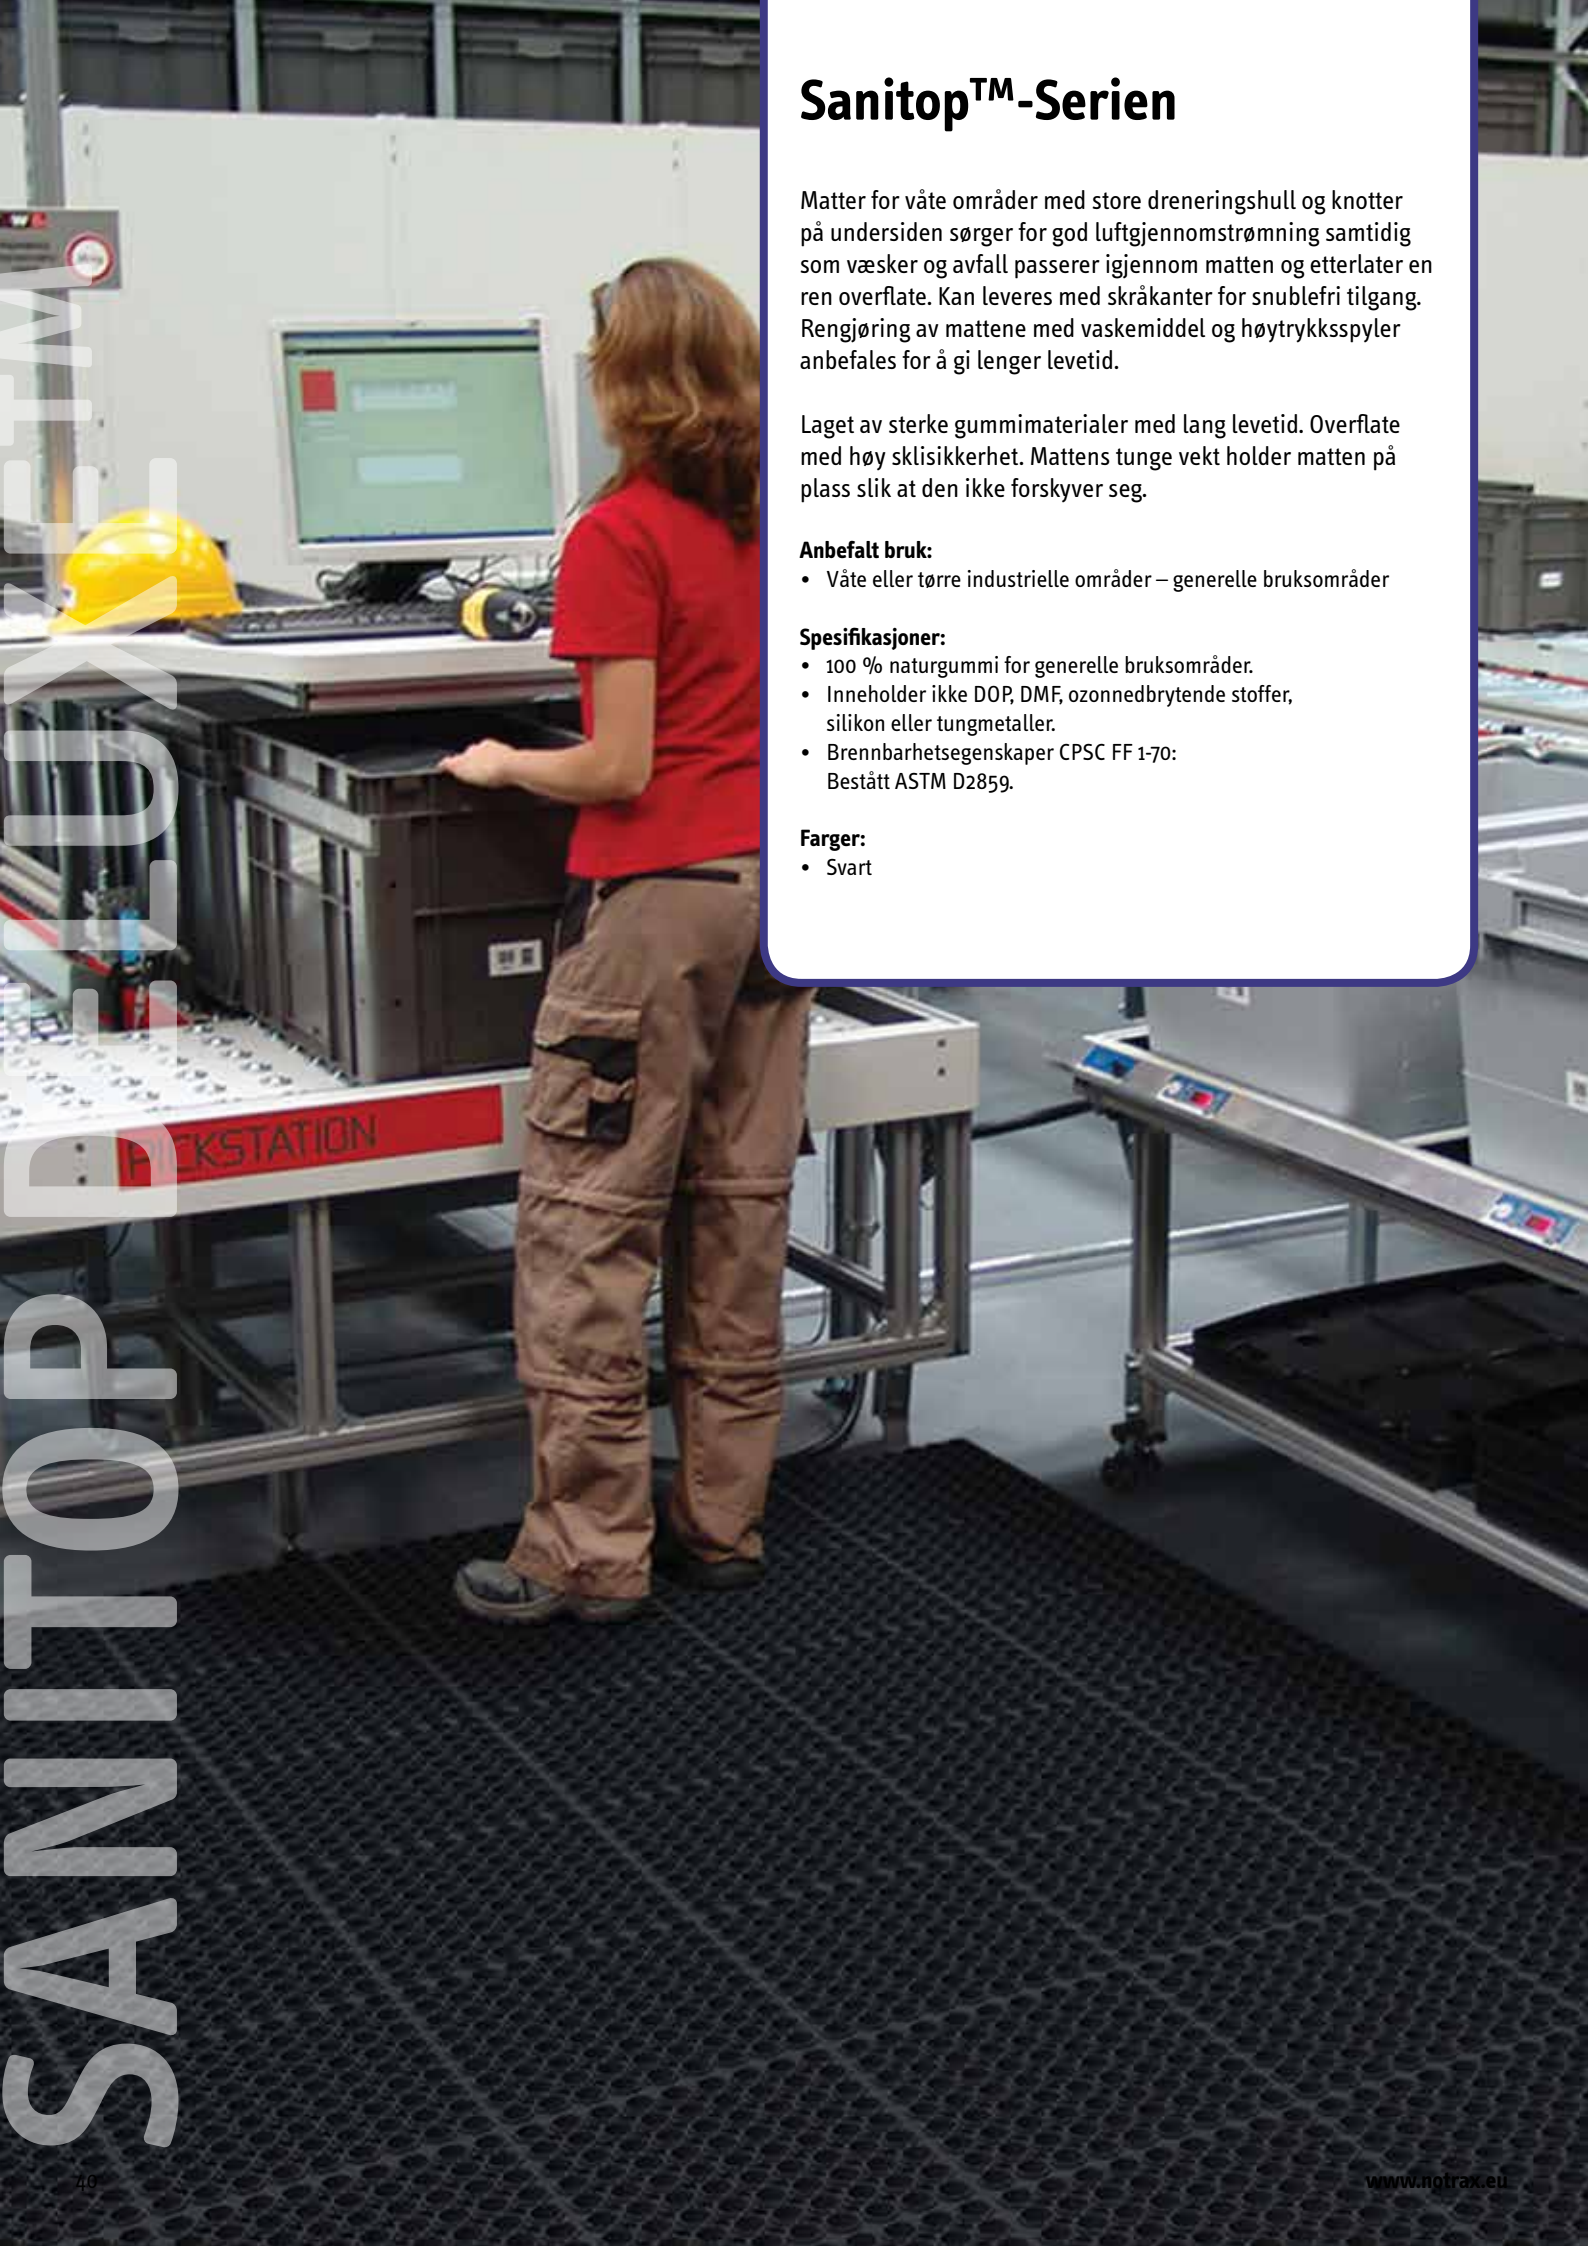 Sanitop™-Serien
Matter for våte områder med store dreneringshull og knotter
på undersiden sørger for god luftgjennomstrømning samtidig
som væsker og avfall passerer igjennom matten og etterlater en
ren overflate. Kan leveres med skråkanter for snublefri tilgang.
Rengjøring av mattene med vaskemiddel og høytrykksspyler
anbefales for å gi lenger levetid.
Laget av sterke gummimaterialer med lang levetid. Overflate
med høy sklisikkerhet. Mattens tunge vekt holder matten på
plass slik at den ikke forskyver seg.
Anbefalt bruk:
• Våte eller tørre industrielle områder – generelle bruksområder
Spesifikasjoner:
• 100 % naturgummi for generelle bruksområder.
• Inneholder ikke DOP, DMF, ozonnedbrytende stoffer,
silikon eller tungmetaller.
• Brennbarhetsegenskaper CPSC FF 1-70:
Bestått ASTM D2859.
Farger:
• Svart
SANITOP DELUXE™
PICKSTATION
40
www.notrax.eu